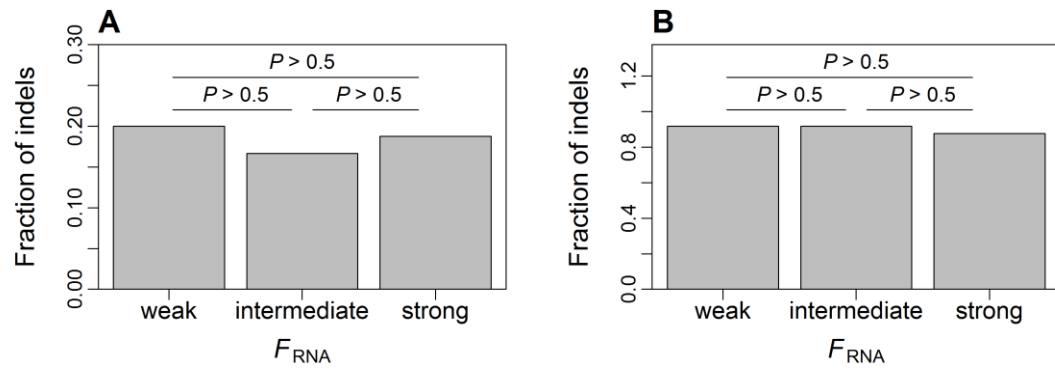 A
Fraction of indels
0.30
0.20
0.10
0.00
P > 0.5
P > 0.5 P > 0.5
weak intermediate strong
FRNA
B
Fraction of indels
1.2
0.8
0.4
0.0
P > 0.5
P > 0.5 P > 0.5
weak intermediate strong
FRNA